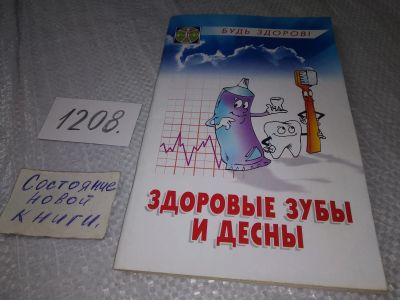 БУДЬ ЗДОРОВ!
1208.
Состояние
новой
книги.
ЗДОРОВЫЕ ЗУБЫ
И ДЕСНЫ